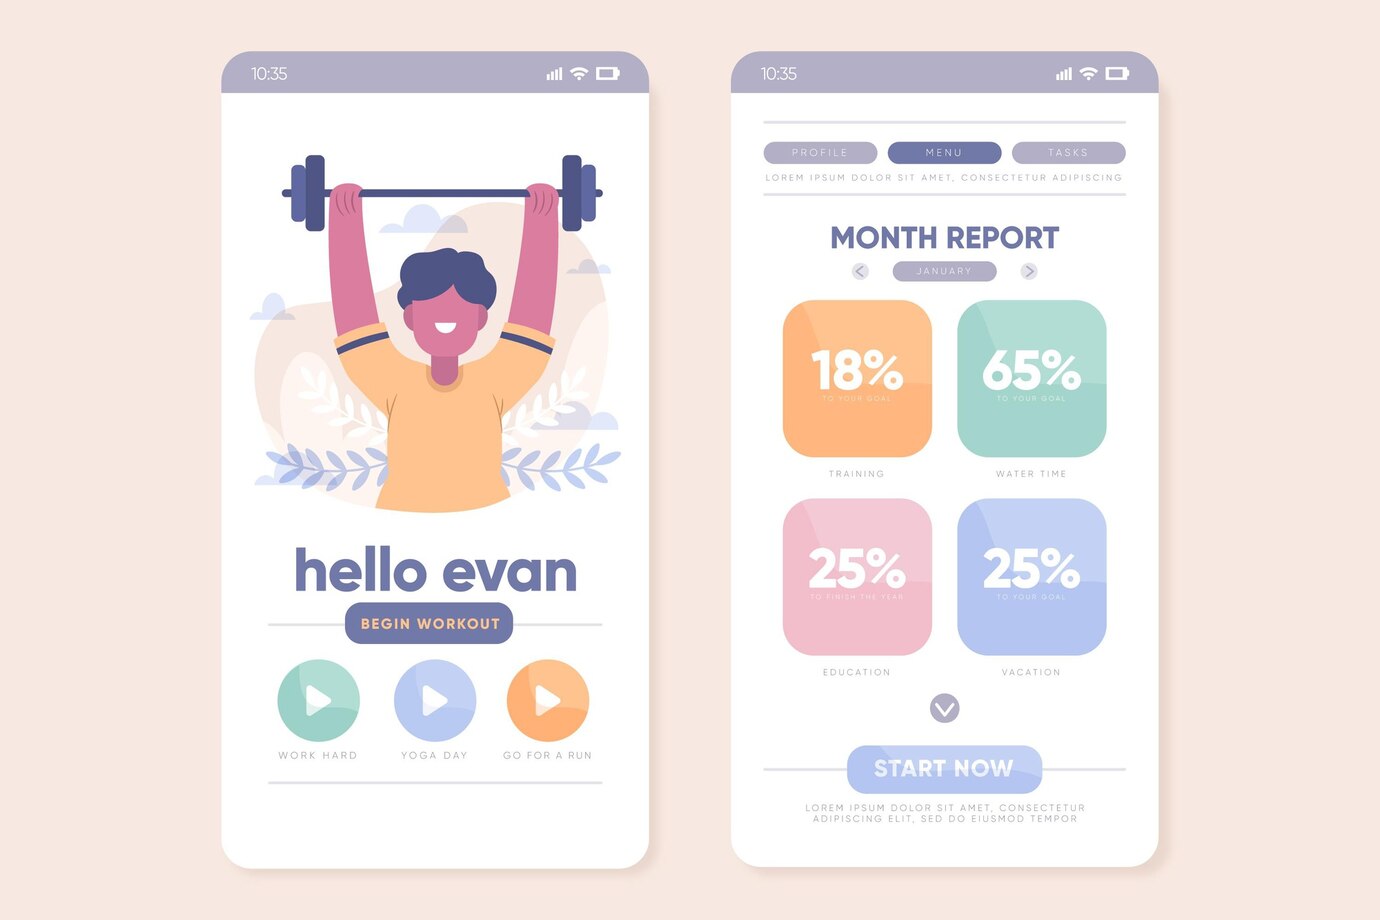 10:35
hello evan
BEGIN WORKOUT
WORK HARD
YOGA DAY
GO FOR A RUN
10:35
PROFILE
MENU
TASKS
LOREM IPSUM DOLOR SIT AMET, CONSECTETUR ADIPISCING
MONTH REPORT
JANUARY
18%
TO YOUR GOAL
TRAINING
65%
TO YOUR GOAL
WATER TIME
25%
TO FINISH THE YEAR
EDUCATION
25%
TO YOUR GOAL
VACATION
START NOW
LOREM IPSUM DOLOR SIT AMET, CONSECTETUR
ADIPISCING ELIT, SED DO EIUSMOD TEMPOR